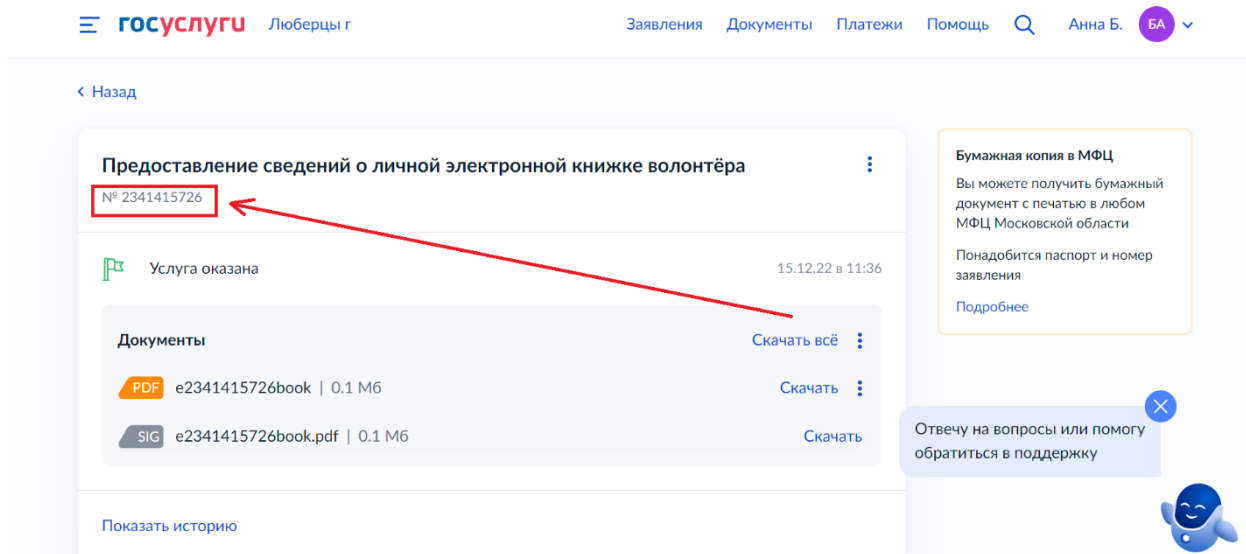 госуслуги Люберцы г Заявления Документы Платежи Помощь Анна Б. БА
Назад
Предоставление сведений о личной электронной книжке волонтёра
№ 2341415726
Услуга оказана 15.12.22 в 11:36
Документы Скачать всё
PDF e2341415726book | 0.1 Мб Скачать
SIG e2341415726book.pdf | 0.1 Мб Скачать
Показать историю
Бумажная копия в МФЦ
Вы можете получить бумажный
документ с печатью в любом
МФЦ Московской области
Понадобится паспорт и номер
заявления
Подробнее
Отвечу на вопросы или помогу
обратиться в поддержку